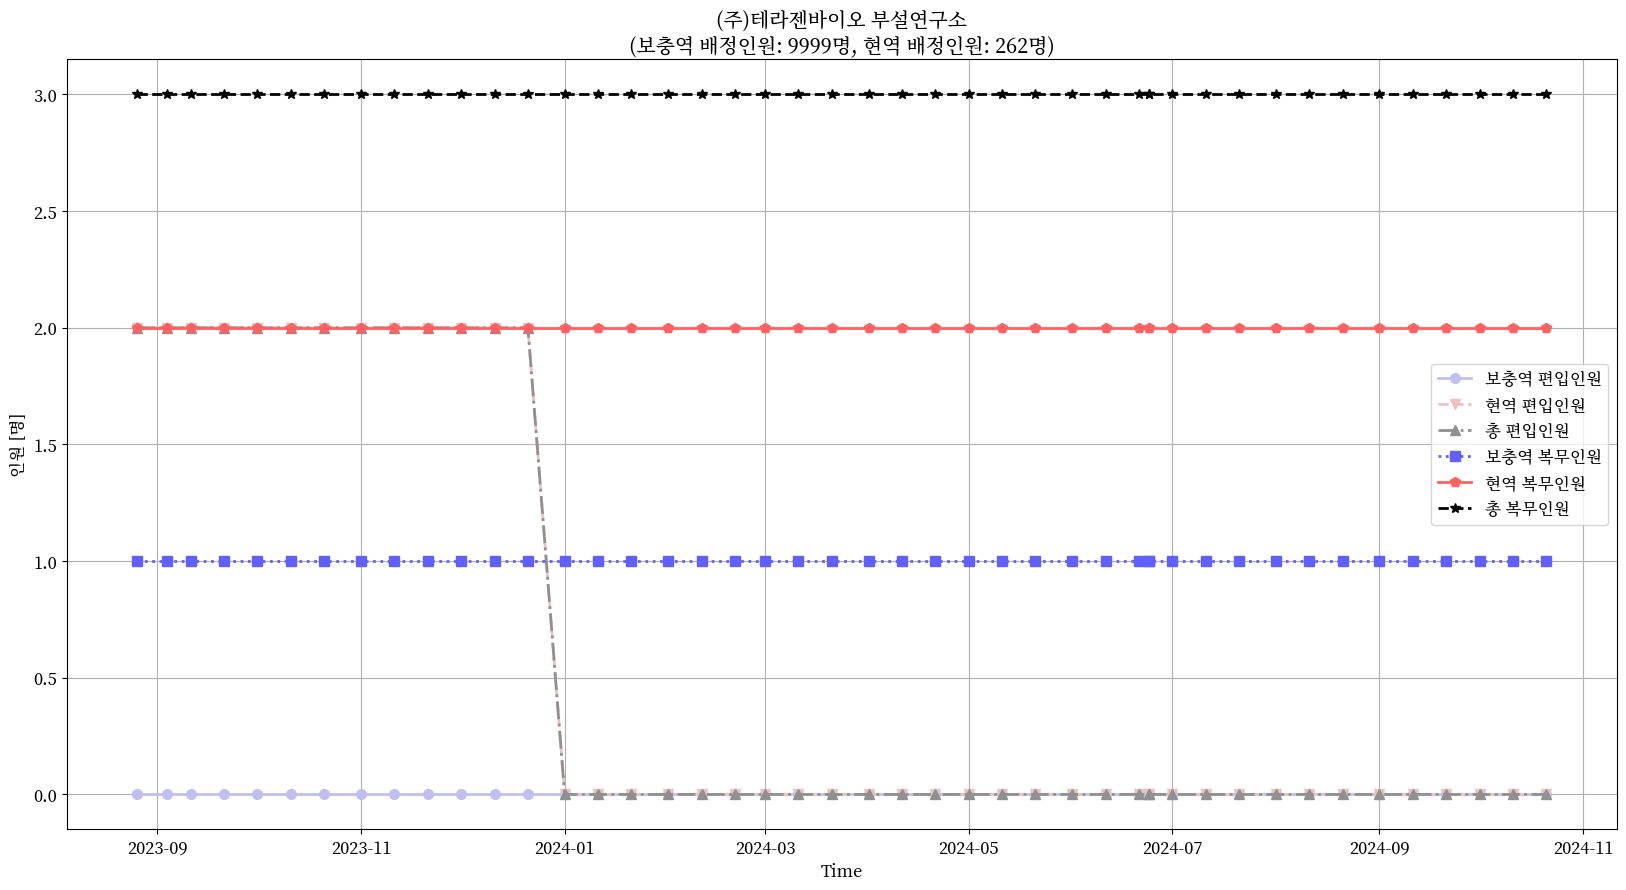 (주)테라젠바이오 부설연구소
(보충역 배정인원: 9999명, 현역 배정인원: 262명)
3.0
2.5
2.0
1.5
1.0
0.5
0.0
인원 [명]
보충역 편입인원
현역 편입인원
총 편입인원
보충역 복무인원
현역 복무인원
총 복무인원
2023-09
2023-11
2024-01
2024-03
2024-05
2024-07
2024-09
2024-11
Time